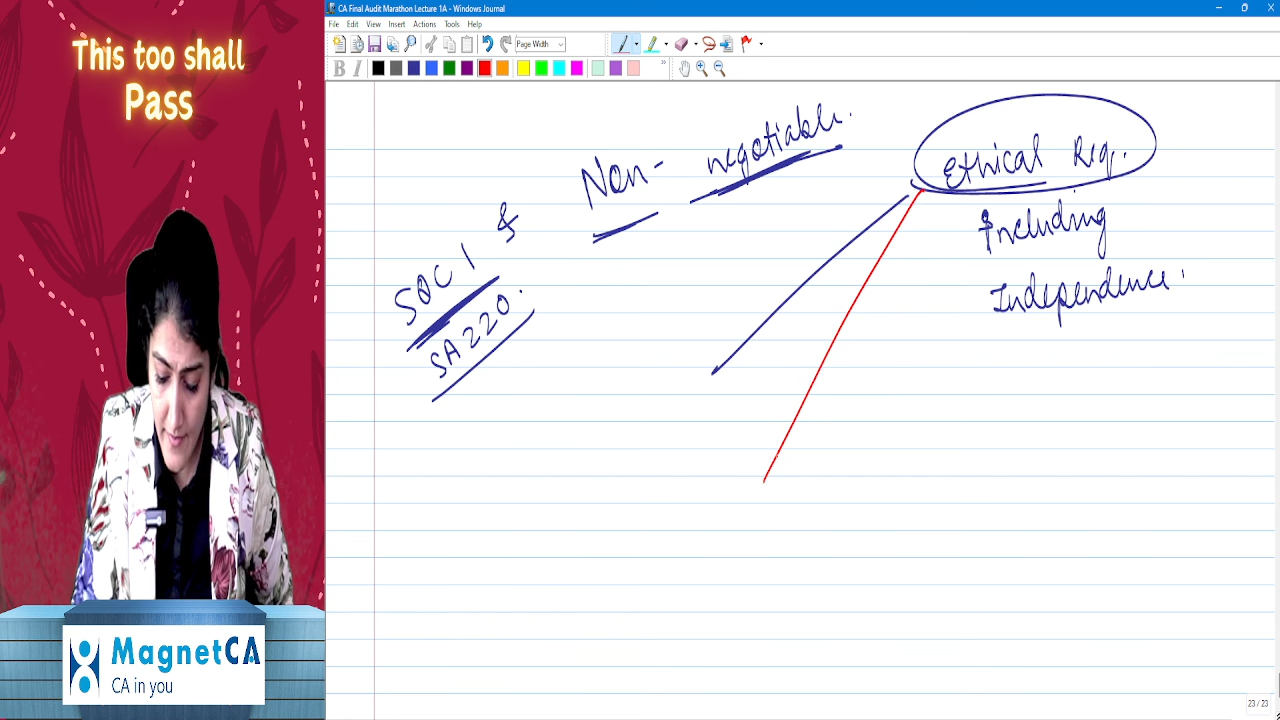 This too shall
Pass
CA Final Audit Marathon Lecture 1A - Windows Journal
File Edit View Insert Actions Tools Help
Page Width
B I
Non- negotiable.
Ethical Req.
Including
Independence.
SQC 1 &
SA 220.
23 / 23
MagnetCA
CA in you